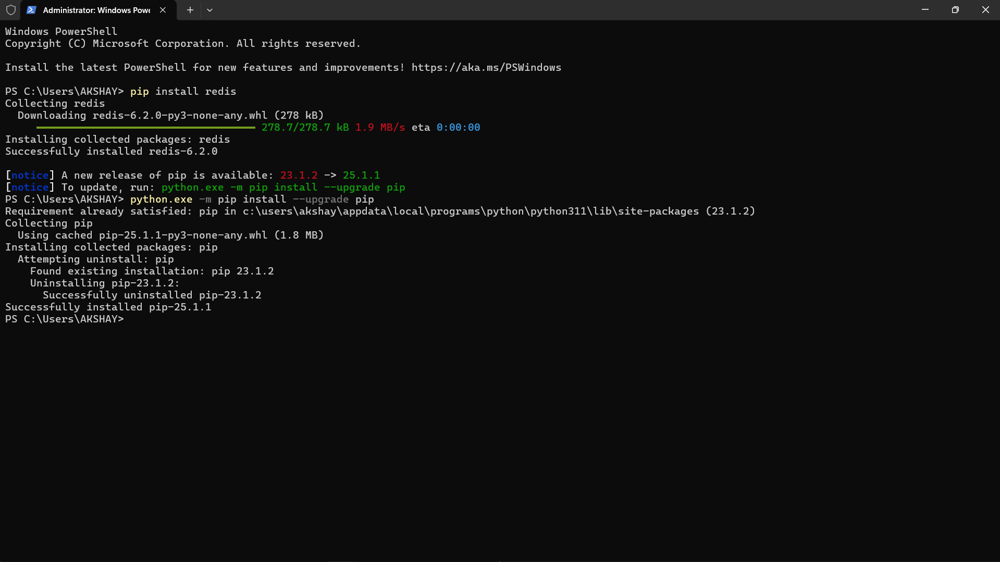 Administrator: Windows Powe
Windows PowerShell
Copyright (C) Microsoft Corporation. All rights reserved.
Install the latest PowerShell for new features and improvements! https://aka.ms/PSWindows
PS C:\Users\AKSHAY> pip install redis
Collecting redis
  Downloading redis-6.2.0-py3-none-any.whl (278 kB)
     278.7/278.7 kB 1.9 MB/s eta 0:00:00
Installing collected packages: redis
Successfully installed redis-6.2.0
[notice] A new release of pip is available: 23.1.2 -> 25.1.1
[notice] To update, run: python.exe -m pip install --upgrade pip
PS C:\Users\AKSHAY> python.exe -m pip install --upgrade pip
Requirement already satisfied: pip in c:\users\akshay\appdata\local\programs\python\python311\lib\site-packages (23.1.2)
Collecting pip
  Using cached pip-25.1.1-py3-none-any.whl (1.8 MB)
Installing collected packages: pip
  Attempting uninstall: pip
    Found existing installation: pip 23.1.2
    Uninstalling pip-23.1.2:
      Successfully uninstalled pip-23.1.2
Successfully installed pip-25.1.1
PS C:\Users\AKSHAY>